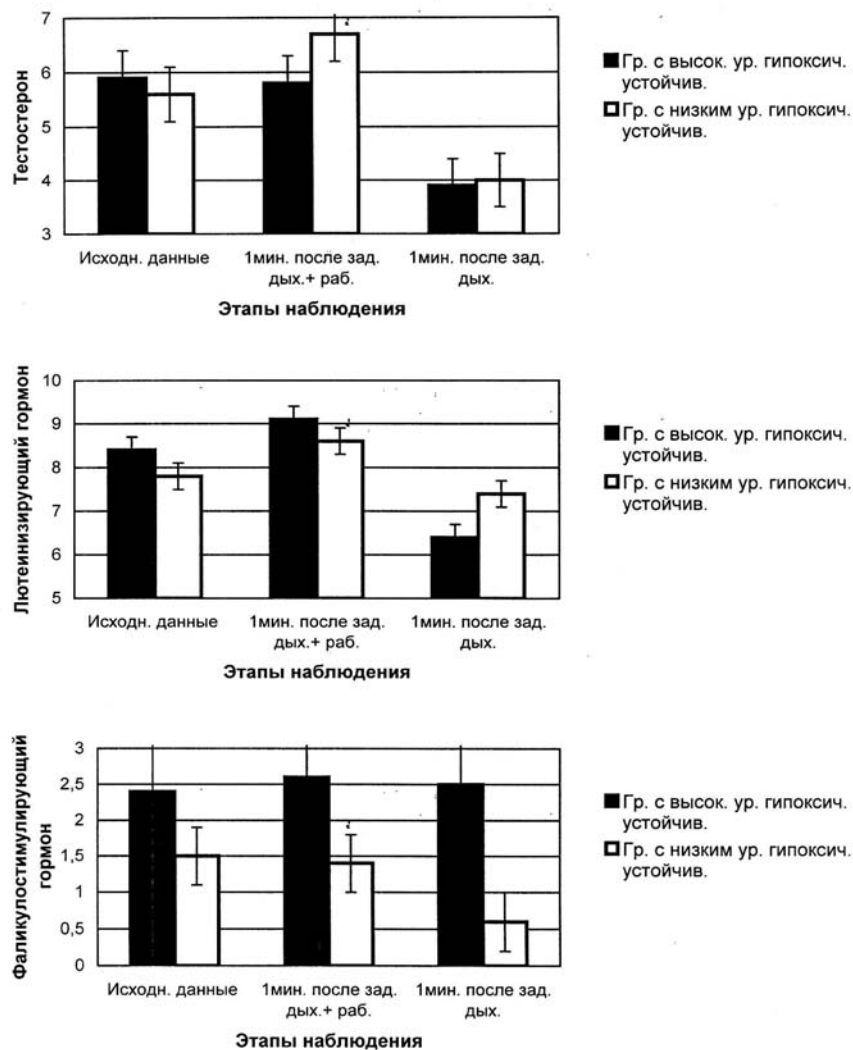 Тестостерон
7
6
5
4
3
Исходн. данные
1мин. после зад.
дых.+ раб.
1мин. после зад.
дых.
Этапы наблюдения
Гр. с высок. ур. гипоксич.
устойчив.
Гр. с низким ур. гипоксич.
устойчив.
Лютеинизирующий гормон
10
9
8
7
6
5
Исходн. данные
1мин. после зад.
дых.+ раб.
1мин. после зад.
дых.
Этапы наблюдения
Гр. с высок. ур. гипоксич.
устойчив.
Гр. с низким ур. гипоксич.
устойчив.
Фаликулостимулирующий
гормон
3
2,5
2
1,5
1
0,5
0
Исходн. данные
1мин. после зад.
дых.+ раб.
1мин. после зад.
дых.
Этапы наблюдения
Гр. с высок. ур. гипоксич.
устойчив.
Гр. с низким ур. гипоксич.
устойчив.